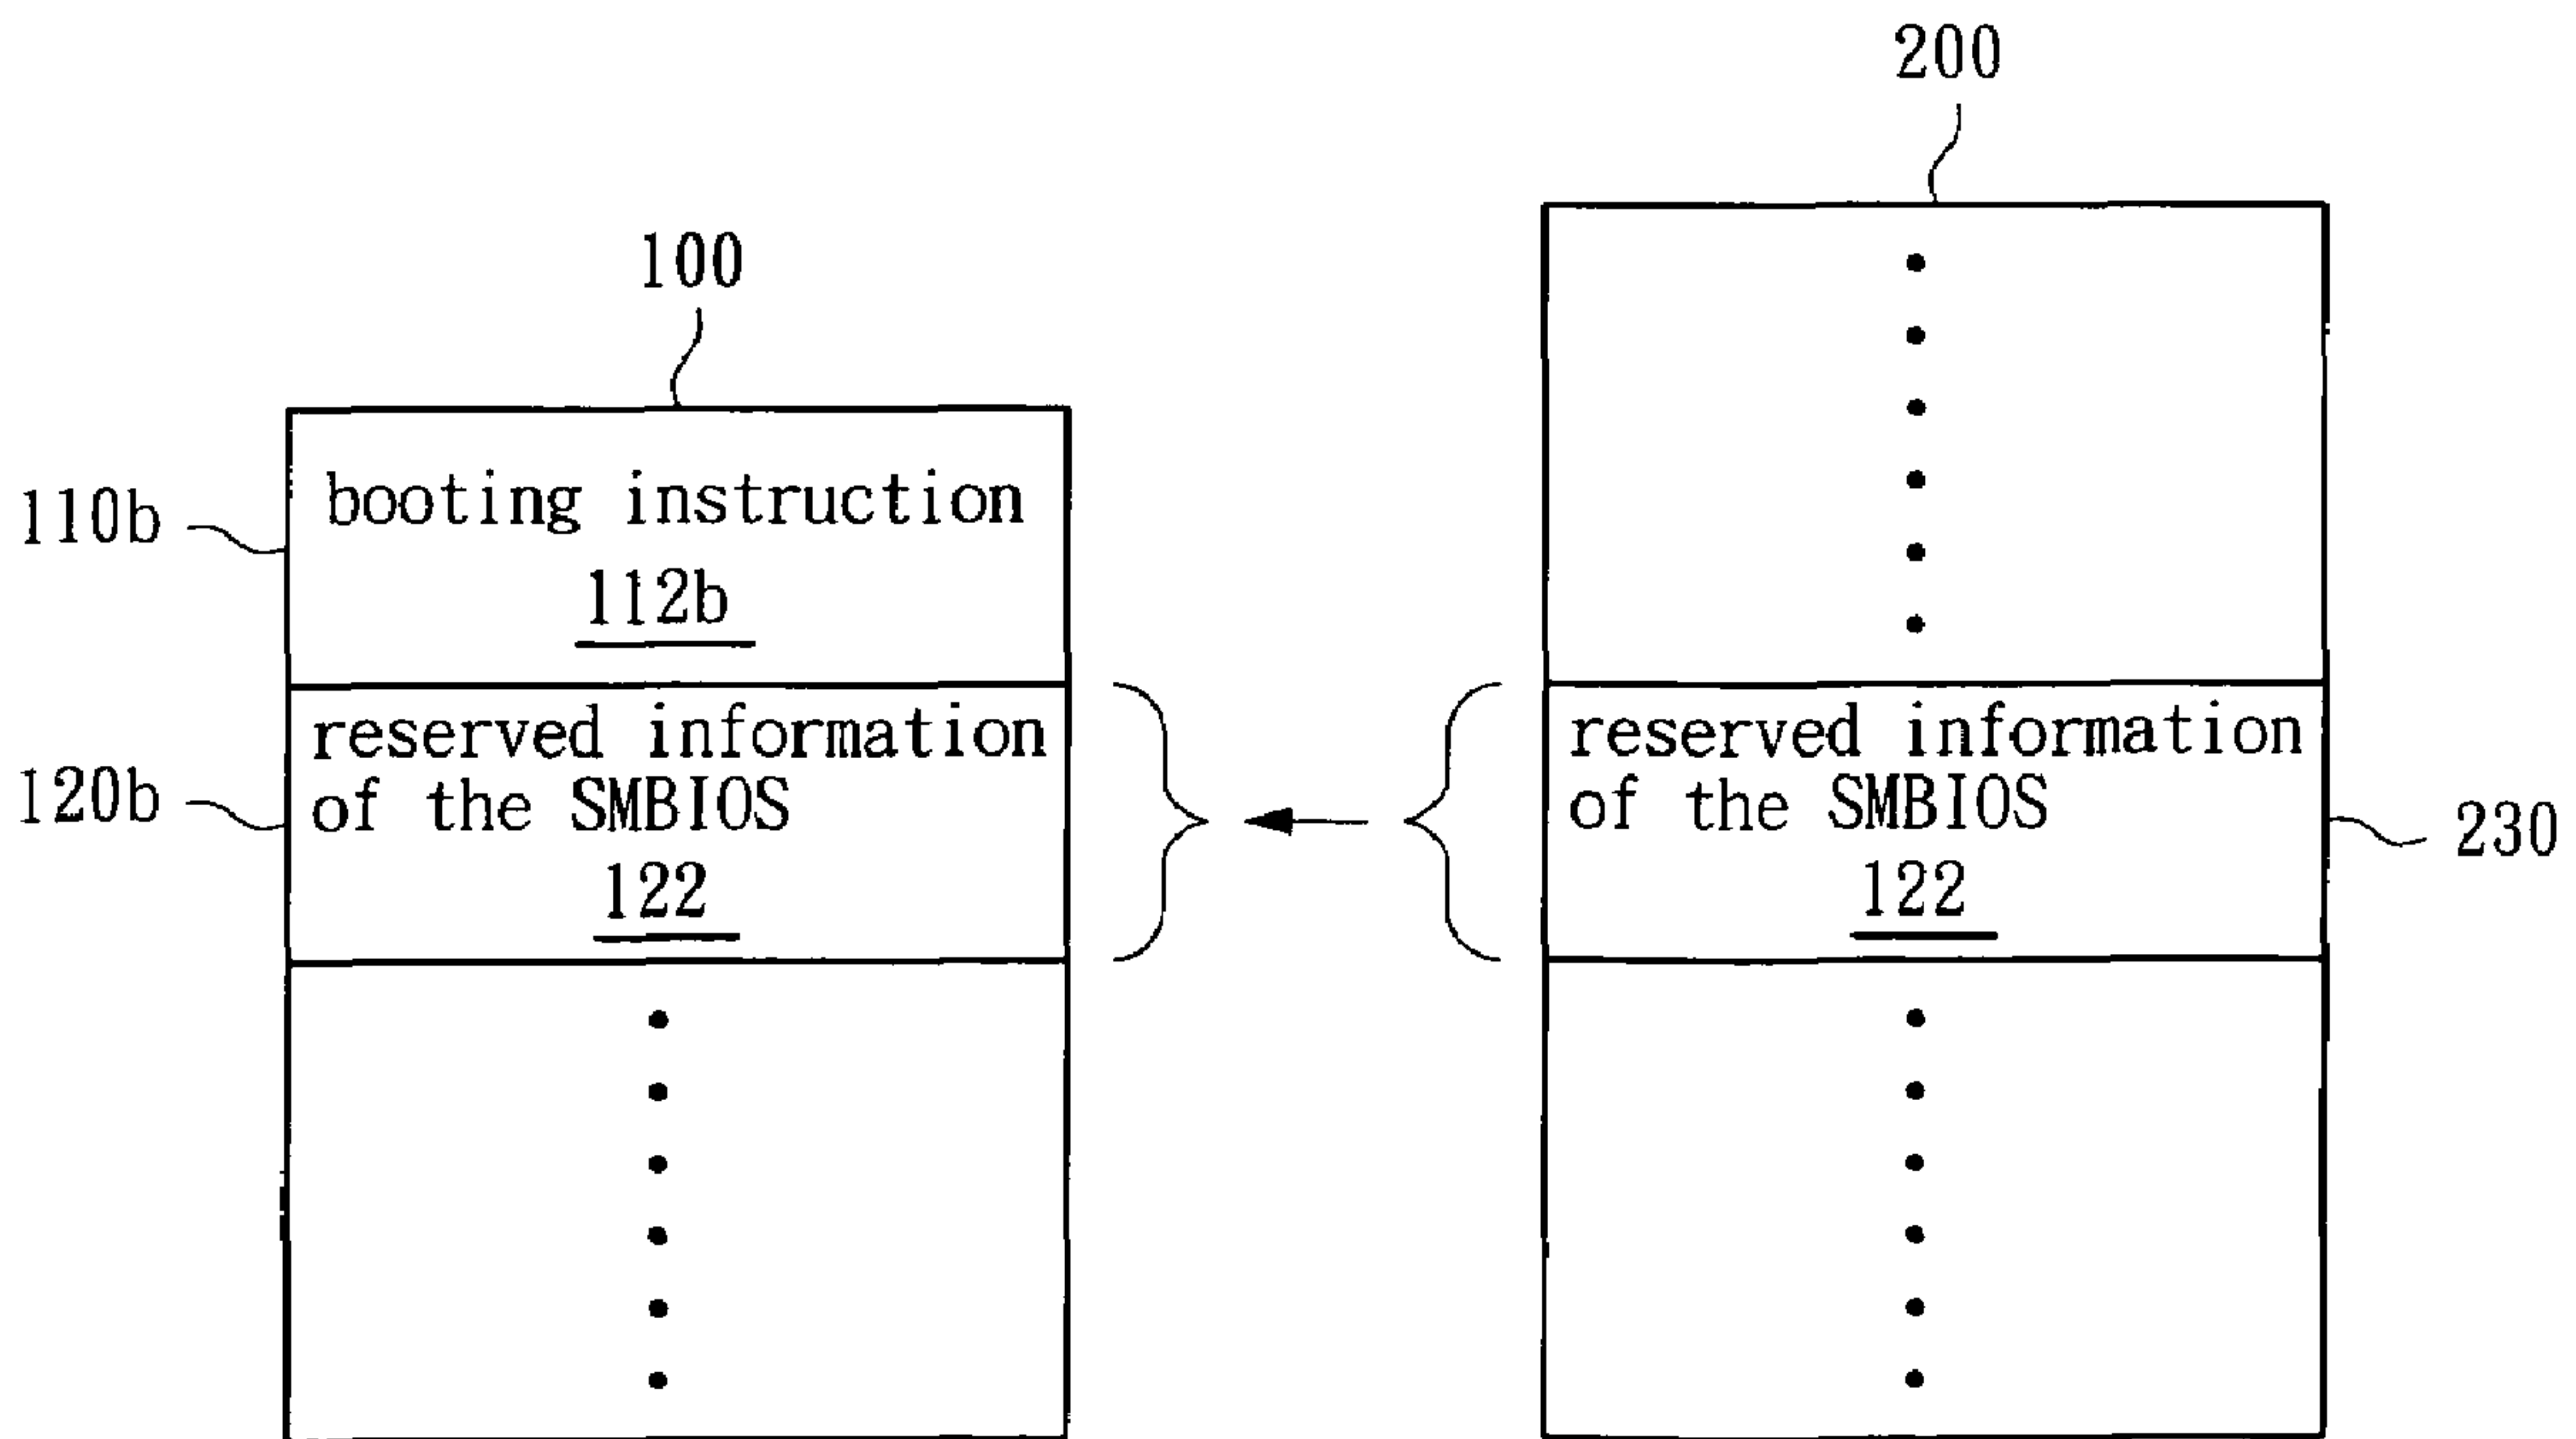 200
100
110b
booting instruction
112b
120b
reserved information
of the SMBIOS
122
reserved information
of the SMBIOS
122
230